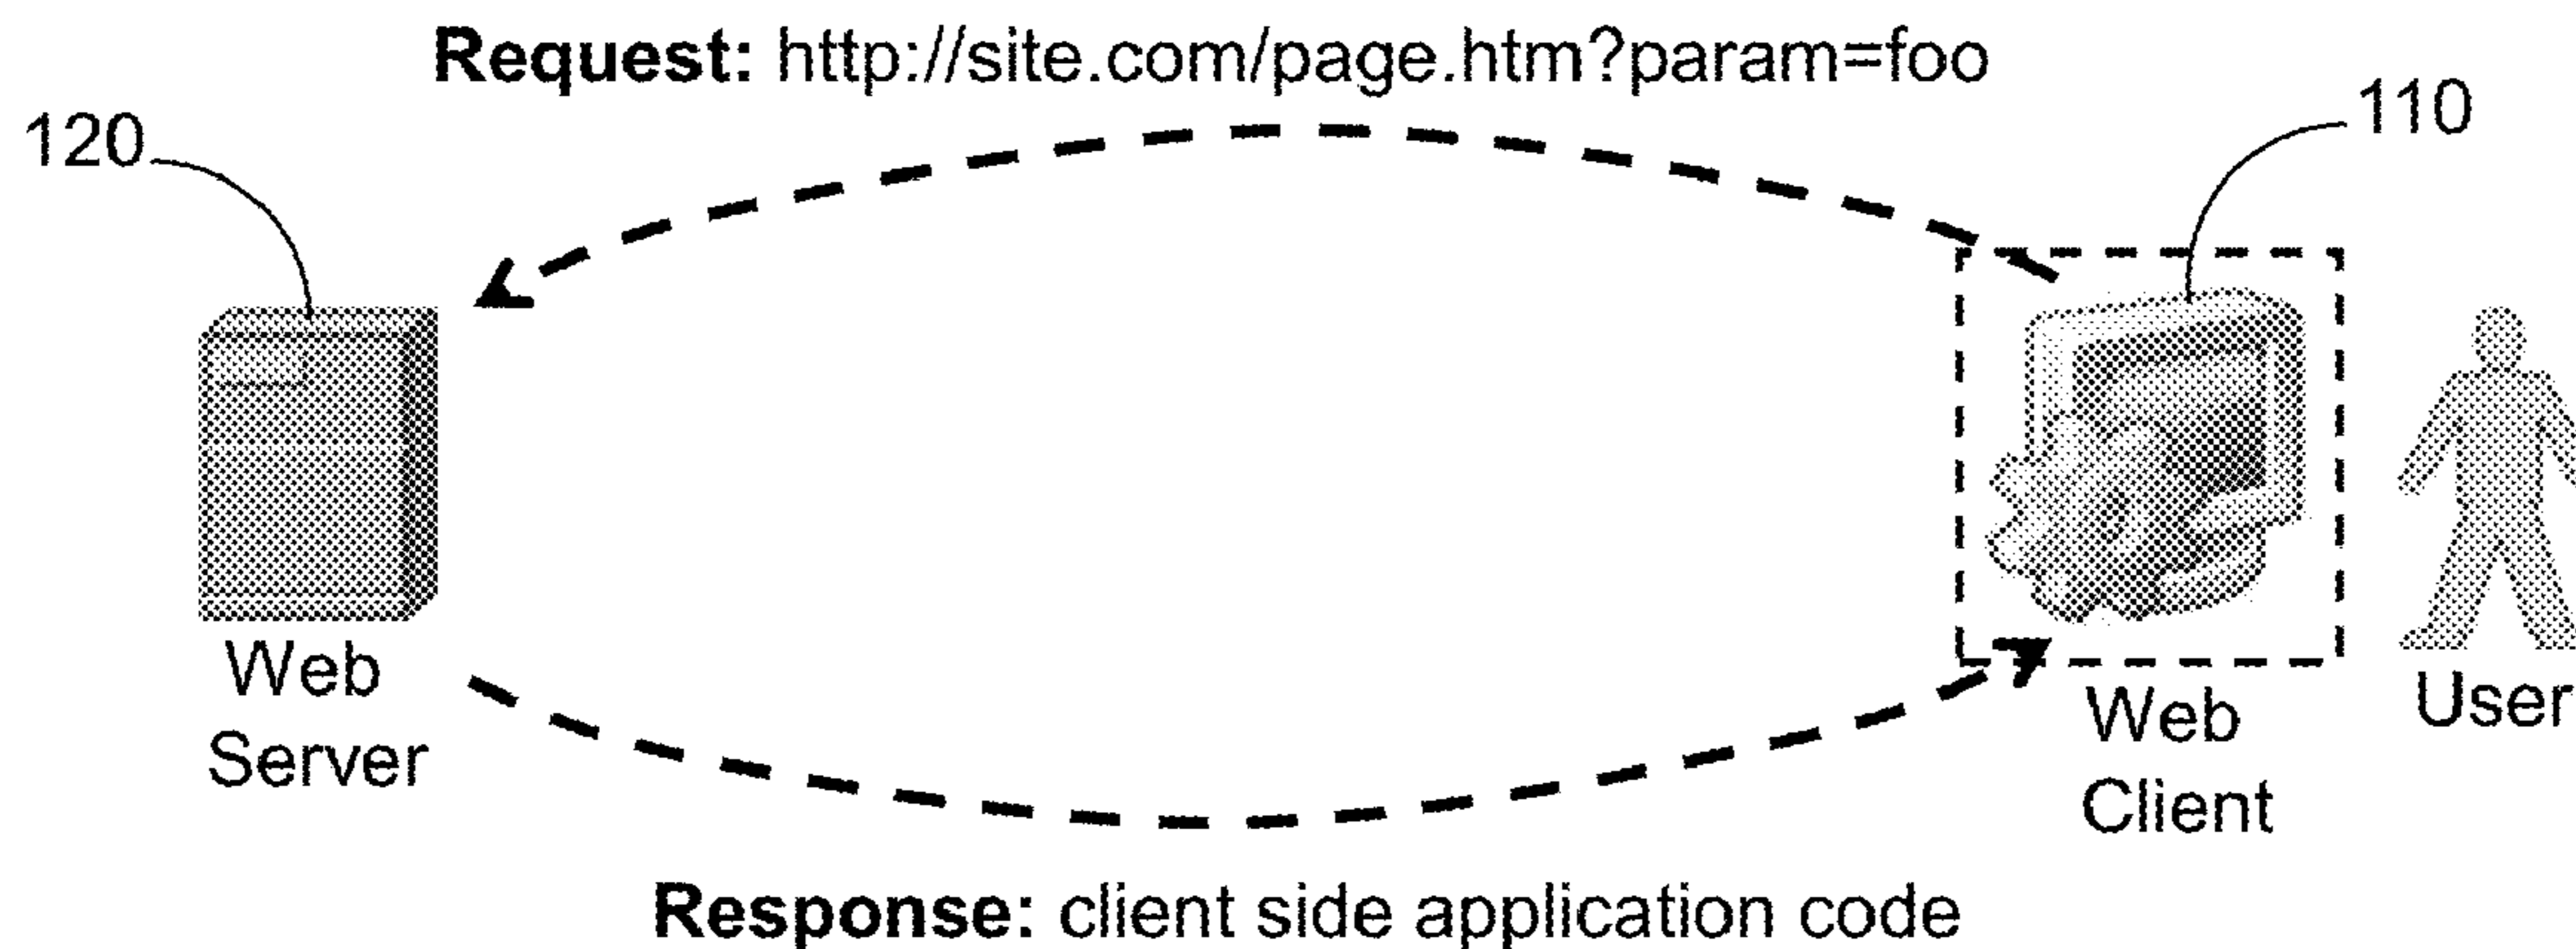 Request: http://site.com/page.htm?param=foo
120
110
Web
Server
Web
Client
User
Response: client side application code